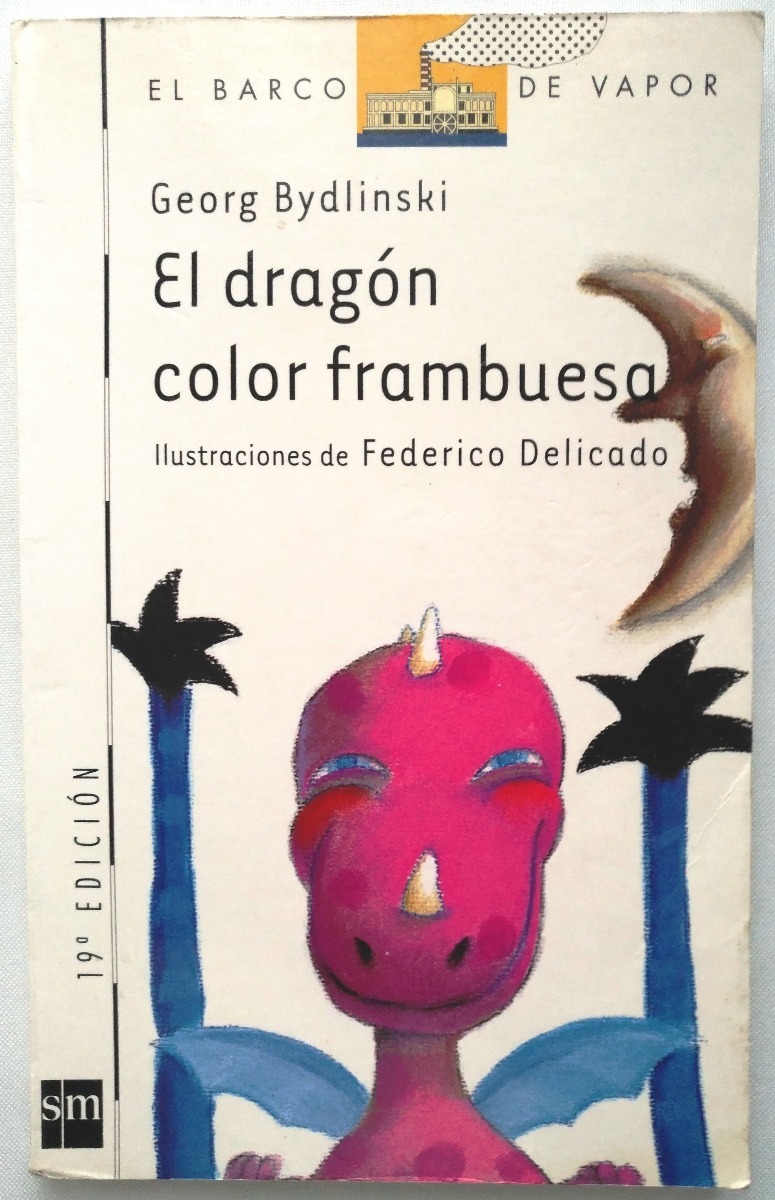 EL BARCO DE VAPOR
Georg Bydlinski
El dragón
color frambuesa
Ilustraciones de Federico Delicado
19ª EDICIÓN
sm